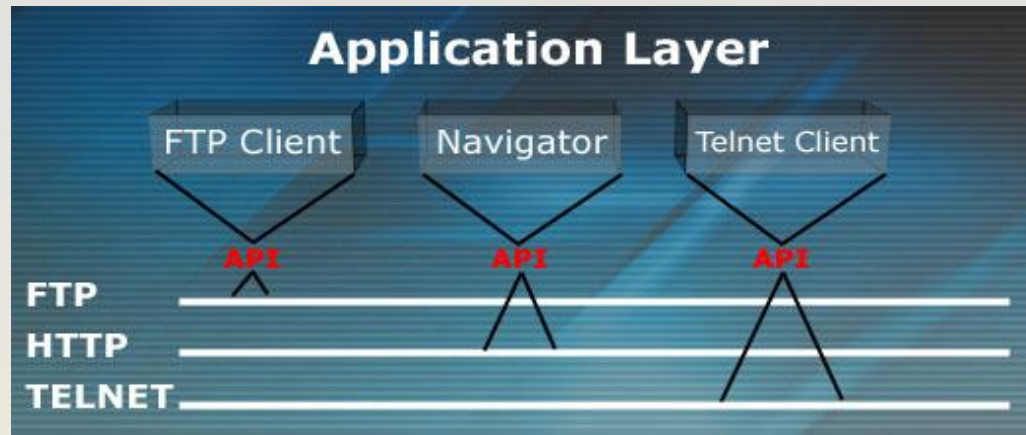 Application Layer
FTP Client Navigator Telnet Client
API API API
FTP
HTTP
TELNET